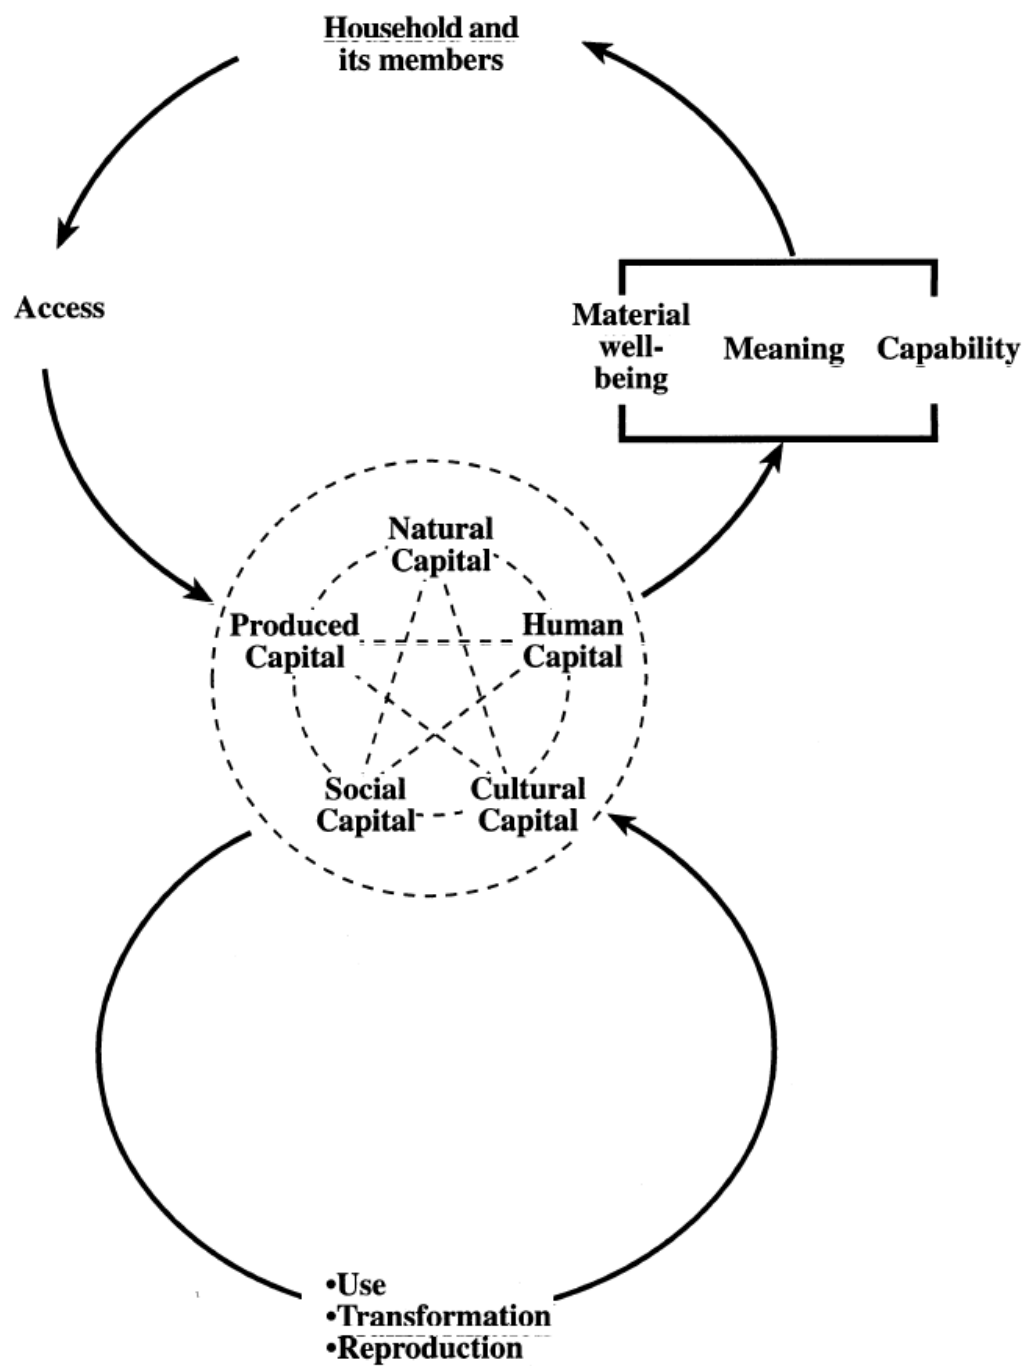 Household and
its members
Access
Material
well-
being
Meaning
Capability
Natural
Capital
Produced
Capital
Human
Capital
Social
Capital
Cultural
Capital
•Use
•Transformation
•Reproduction